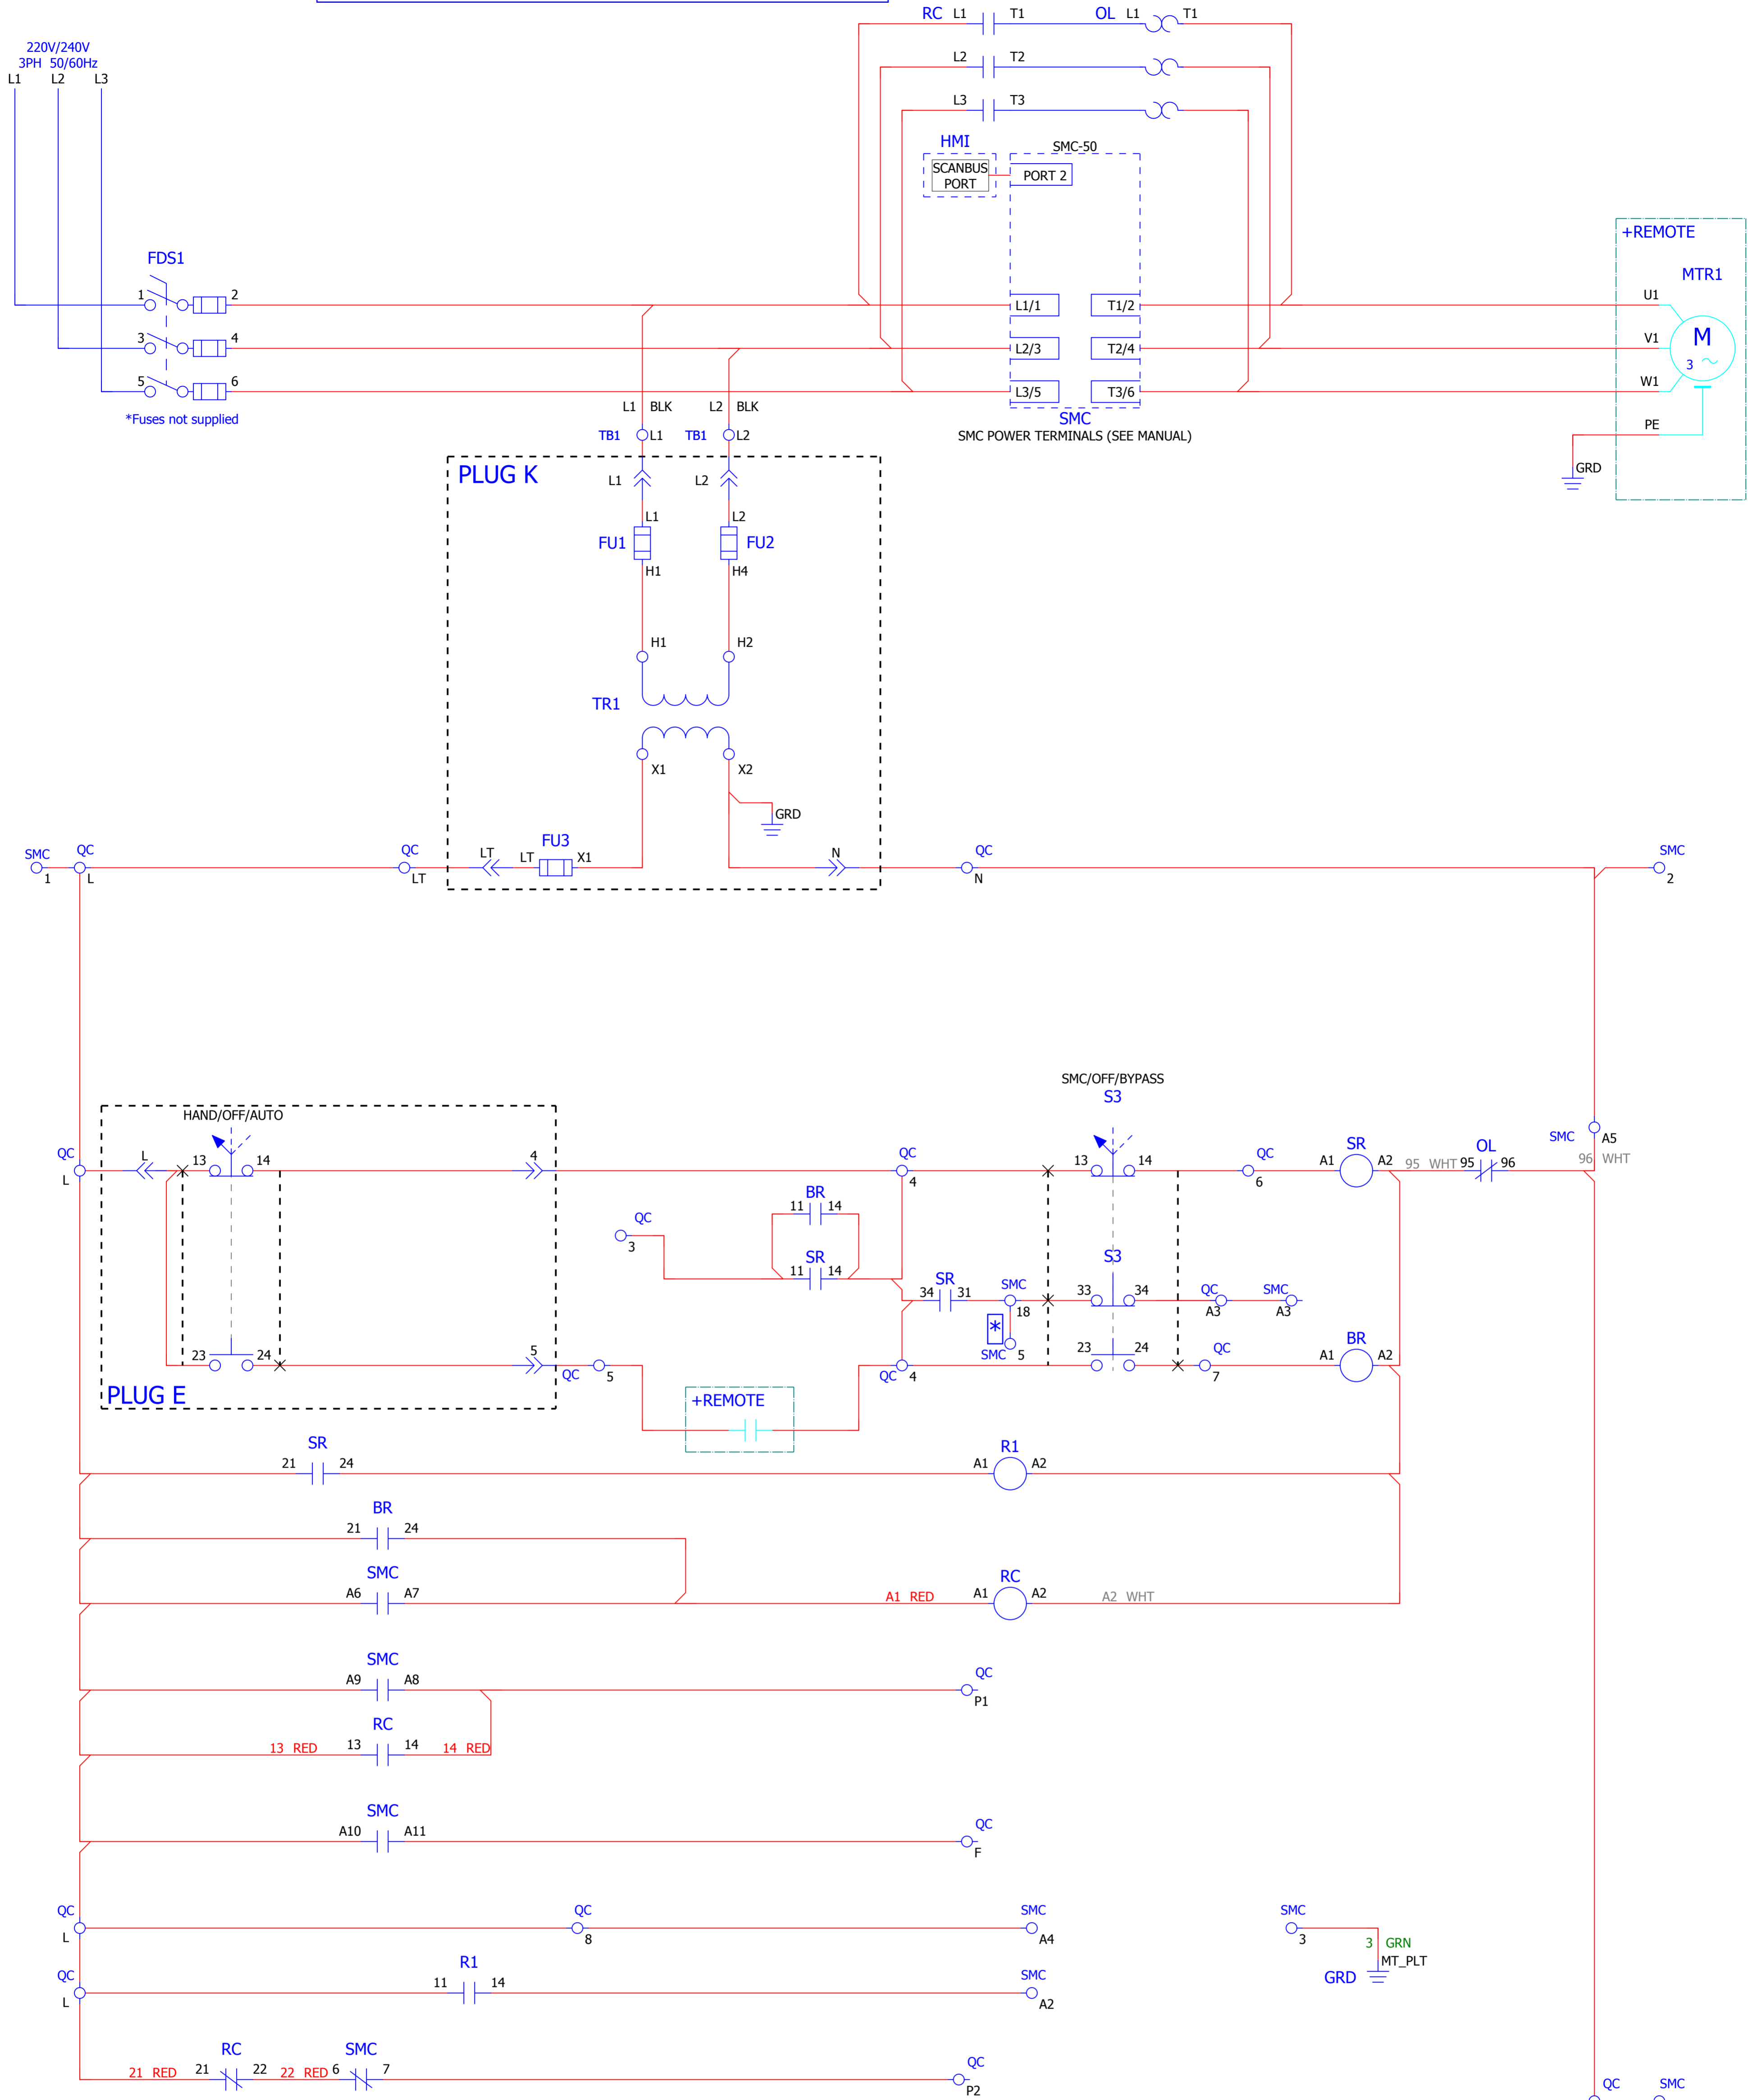 RC L1 T1 OL L1 T1
220V/240V
3PH 50/60Hz
L1 L2 L3
L2 T2
L3 T3
HMI
SMC-50
SCANBUS
PORT
PORT 2
+REMOTE
MTR1
FDS1
1 2
L1/1 T1/2
U1
3 4
L2/3 T2/4
V1
M
3
5 6
L3/5 T3/6
W1
*Fuses not supplied
L1 BLK L2 BLK
SMC
SMC POWER TERMINALS (SEE MANUAL)
PE
TB1 L1 TB1 L2
GRD
PLUG K
L1 L2
L1 L2
FU1 FU2
H1 H4
H1 H2
TR1
X1 X2
GRD
SMC QC QC FU3 QC SMC
LT LT X1 N
1 L LT N 2
SMC/OFF/BYPASS
S3
HAND/OFF/AUTO
SMC A5
QC L 13 14 4 QC 13 14 QC SR A1 A2 95 WHT 95 OL 96 96 WHT
L 4 6
BR
11 14
QC
3
SR
11 14
S3
SR
34 31 SMC 33 34 QC SMC
18 A3 A3
*
SMC 5
23 24 5 23 24 QC BR A1 A2
QC 5 QC 4 7
PLUG E
+REMOTE
SR R1
21 24 A1 A2
BR
21 24
SMC RC
A6 A7 A1 RED A1 A2 A2 WHT
SMC
A9 A8 QC
P1
RC
13 RED 13 14 14 RED
SMC
A10 A11 QC
F
QC QC SMC SMC
L 8 A4 3
3 GRN
MT_PLT
GRD
QC R1 SMC
11 14
L A2
RC SMC
21 RED 21 22 22 RED 6 7 QC
P2
QC SMC